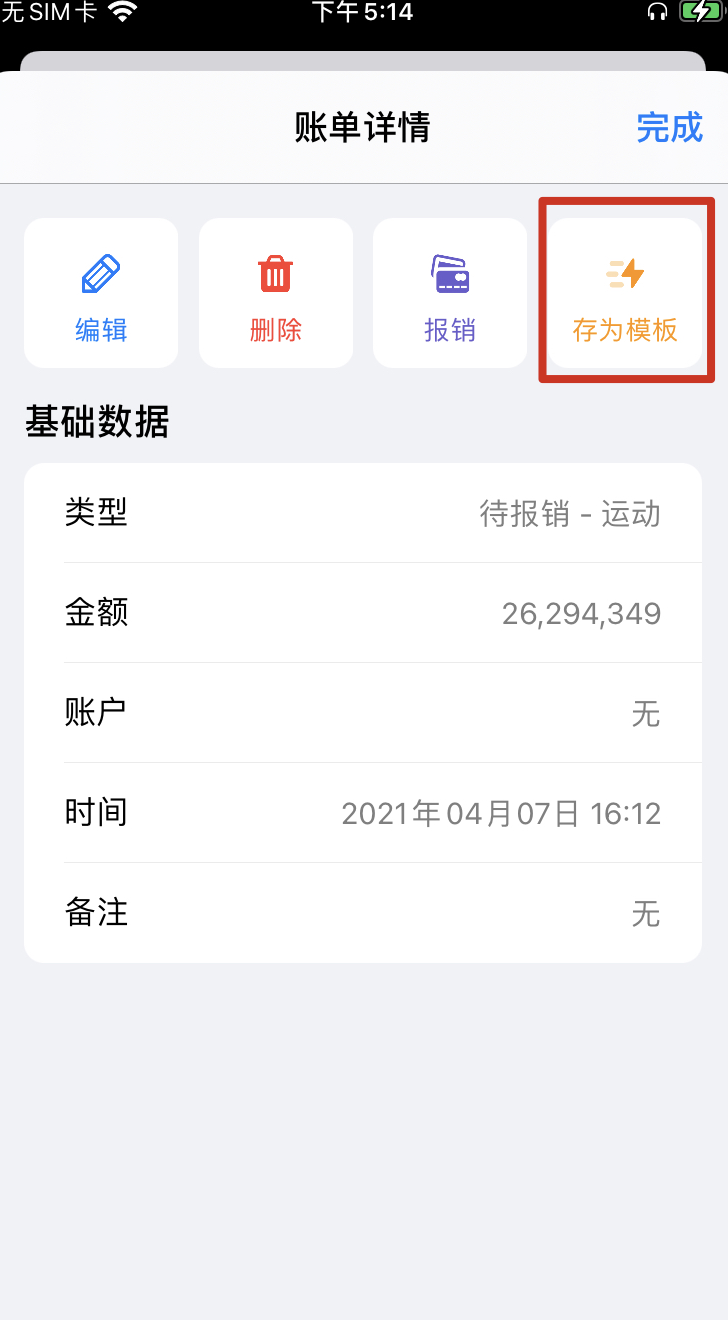 无SIM卡 下午5:14
账单详情 完成
编辑 删除 报销 存为模板
基础数据
类型 待报销 - 运动
金额 26,294,349
账户 无
时间 2021年04月07日 16:12
备注 无